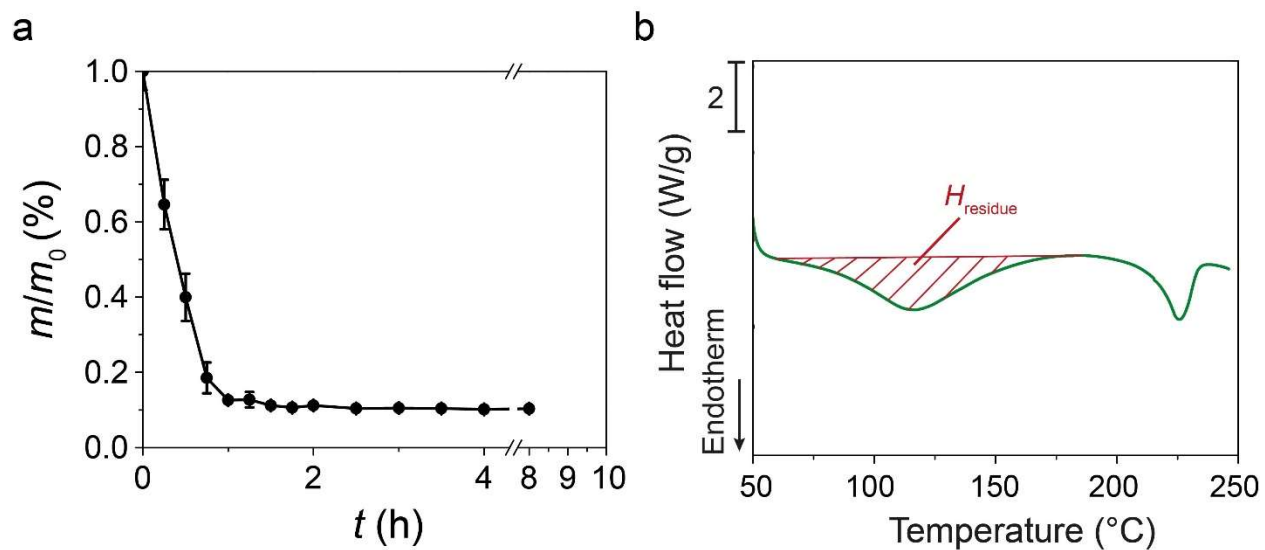 a
1.0
0.8
0.6
0.4
0.2
0.0
m/m0 (%)
0 2 4 8 9 10
t (h)
b
2
Heat flow (W/g)
Endotherm
Hresidue
50 100 150 200 250
Temperature (°C)